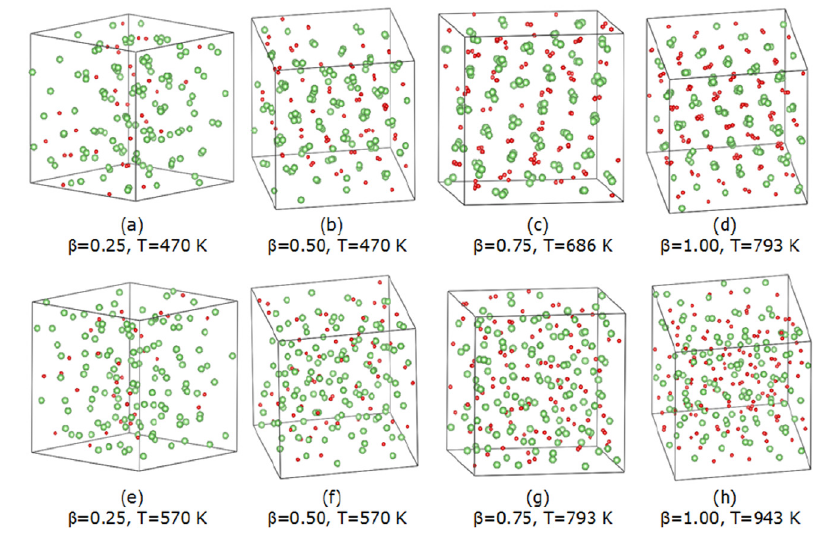 (a) (b) (c) (d)
β=0.25, T=470 K β=0.50, T=470 K β=0.75, T=686 K β=1.00, T=793 K
(e) (f) (g) (h)
β=0.25, T=570 K β=0.50, T=570 K β=0.75, T=793 K β=1.00, T=943 K